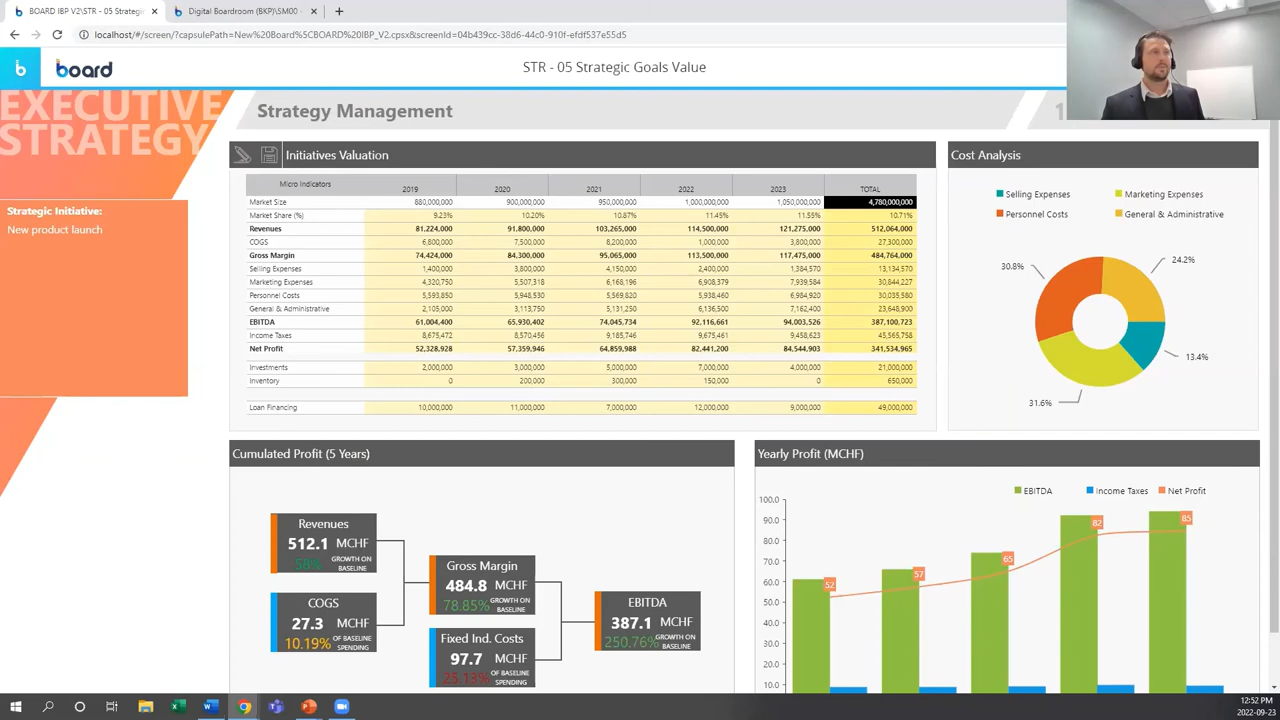 BOARD IBP V2\STR - 05 Strategi
Digital Boardroom (BKP)\SM00 -
localhost/#/screen/?capsulePath=New%20Board%5CBOARD%20IBP_V2.cpsx&screenId=04b439cc-38d6-44c0-910f-efdf537e55d5
b board
STR - 05 Strategic Goals Value
EXECUTIVE
STRATEGY
Strategy Management
Strategic Initiative:
New product launch
Initiatives Valuation
Micro Indicators 2019 2020 2021 2022 2023 TOTAL
Market Size 880,000,000 900,000,000 950,000,000 1,000,000,000 1,050,000,000 4,780,000,000
Market Share (%) 9.23% 10.20% 10.87% 11.45% 11.55% 10.71%
Revenues 81,224,000 91,800,000 103,265,000 114,500,000 121,275,000 512,064,000
COGS 6,800,000 7,500,000 8,200,000 1,000,000 3,800,000 27,300,000
Gross Margin 74,424,000 84,300,000 95,065,000 113,500,000 117,475,000 484,764,000
Selling Expenses 1,400,000 3,800,000 4,150,000 2,400,000 1,384,570 13,134,570
Marketing Expenses 4,320,750 5,507,318 6,168,196 6,908,379 7,939,584 30,844,227
Personnel Costs 5,593,850 5,948,530 5,569,820 5,938,460 6,984,920 30,035,580
General & Administrative 2,105,000 3,113,750 5,131,250 6,136,500 7,162,400 23,648,900
EBITDA 61,004,400 65,930,402 74,045,734 92,116,661 94,003,526 387,100,723
Income Taxes 8,675,472 8,570,456 9,185,746 9,675,461 9,458,623 45,565,758
Net Profit 52,328,928 57,359,946 64,859,988 82,441,200 84,544,903 341,534,965
Investments 2,000,000 3,000,000 5,000,000 7,000,000 4,000,000 21,000,000
Inventory 0 200,000 300,000 150,000 0 650,000
Loan Financing 10,000,000 11,000,000 7,000,000 12,000,000 9,000,000 49,000,000
Cost Analysis
Selling Expenses Marketing Expenses
Personnel Costs General & Administrative
30.8%
24.2%
13.4%
31.6%
Cumulated Profit (5 Years)
Revenues
512.1 MCHF
58% GROWTH ON BASELINE
COGS
27.3 MCHF
10.19% OF BASELINE SPENDING
Gross Margin
484.8 MCHF
78.85% GROWTH ON BASELINE
Fixed Ind. Costs
97.7 MCHF
25.13% OF BASELINE SPENDING
EBITDA
387.1 MCHF
250.76% GROWTH ON BASELINE
Yearly Profit (MCHF)
EBITDA Income Taxes Net Profit
100.0
90.0
80.0
70.0
60.0
50.0
40.0
30.0
20.0
10.0
52
57
65
82
85
12:52 PM
2022-09-23